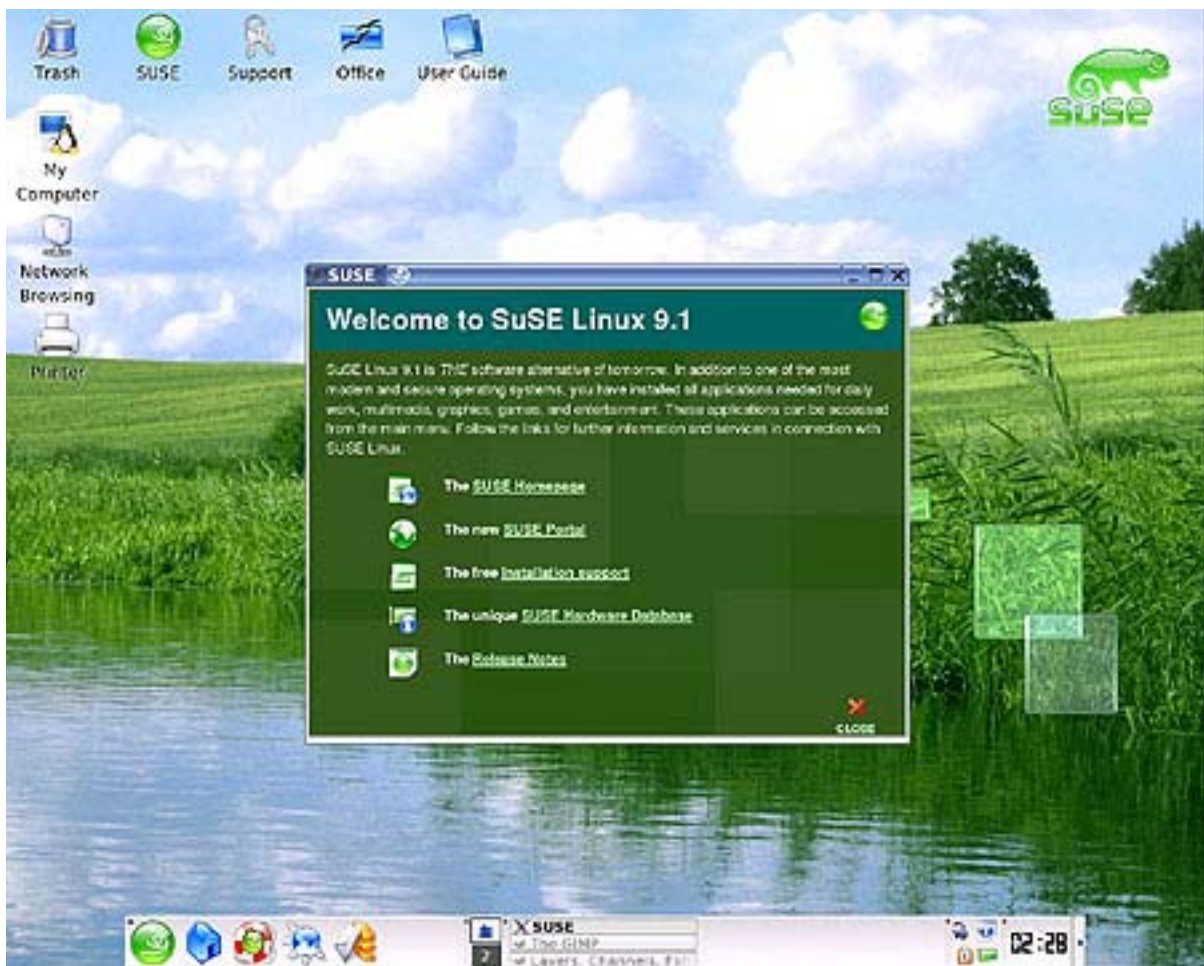 Trash
SUSE
Support
Office
User Guide
SuSE
My
Computer
Network
Browsing
Printer
SUSE
Welcome to SuSE Linux 9.1
SuSE Linux 9.1 is THE software alternative of tomorrow. In addition to one of the most
modern and secure operating systems, you have installed all applications needed for daily
work, multimedia, graphics, games, and entertainment. These applications can be accessed
from the main menu. Follow the links for further information and services in connection with
SUSE Linux.
The SUSE Homepage
The new SUSE Portal
The free Installation support
The unique SUSE Hardware Database
The Release Notes
CLOSE
2
X SUSE
The GIMP
Layers, Channels,
02:28